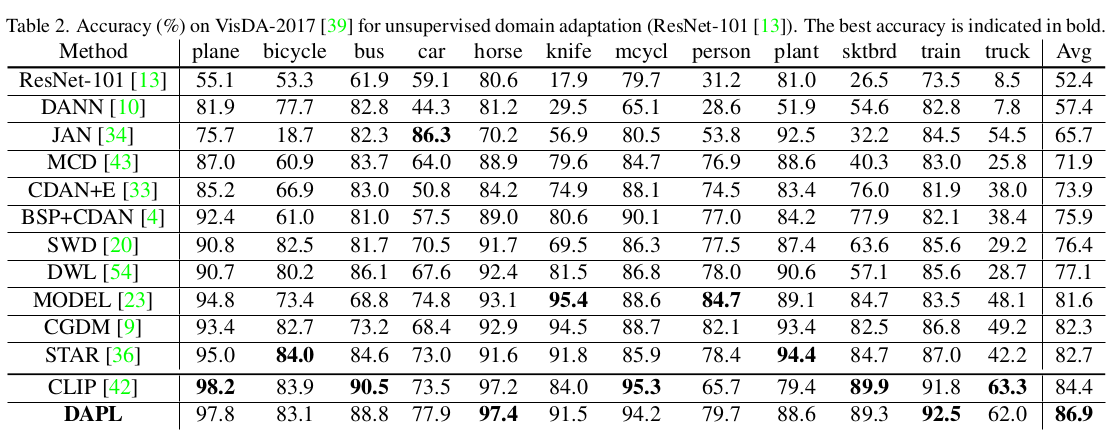 Table 2. Accuracy (%) on VisDA-2017 [39] for unsupervised domain adaptation (ResNet-101 [13]). The best accuracy is indicated in bold.
Method plane bicycle bus car horse knife mcycl person plant sktbrd train truck Avg
ResNet-101 [13] 55.1 53.3 61.9 59.1 80.6 17.9 79.7 31.2 81.0 26.5 73.5 8.5 52.4
DANN [10] 81.9 77.7 82.8 44.3 81.2 29.5 65.1 28.6 51.9 54.6 82.8 7.8 57.4
JAN [34] 75.7 18.7 82.3 86.3 70.2 56.9 80.5 53.8 92.5 32.2 84.5 54.5 65.7
MCD [43] 87.0 60.9 83.7 64.0 88.9 79.6 84.7 76.9 88.6 40.3 83.0 25.8 71.9
CDAN+E [33] 85.2 66.9 83.0 50.8 84.2 74.9 88.1 74.5 83.4 76.0 81.9 38.0 73.9
BSP+CDAN [4] 92.4 61.0 81.0 57.5 89.0 80.6 90.1 77.0 84.2 77.9 82.1 38.4 75.9
SWD [20] 90.8 82.5 81.7 70.5 91.7 69.5 86.3 77.5 87.4 63.6 85.6 29.2 76.4
DWL [54] 90.7 80.2 86.1 67.6 92.4 81.5 86.8 78.0 90.6 57.1 85.6 28.7 77.1
MODEL [23] 94.8 73.4 68.8 74.8 93.1 95.4 88.6 84.7 89.1 84.7 83.5 48.1 81.6
CGDM [9] 93.4 82.7 73.2 68.4 92.9 94.5 88.7 82.1 93.4 82.5 86.8 49.2 82.3
STAR [36] 95.0 84.0 84.6 73.0 91.6 91.8 85.9 78.4 94.4 84.7 87.0 42.2 82.7
CLIP [42] 98.2 83.9 90.5 73.5 97.2 84.0 95.3 65.7 79.4 89.9 91.8 63.3 84.4
DAPL 97.8 83.1 88.8 77.9 97.4 91.5 94.2 79.7 88.6 89.3 92.5 62.0 86.9